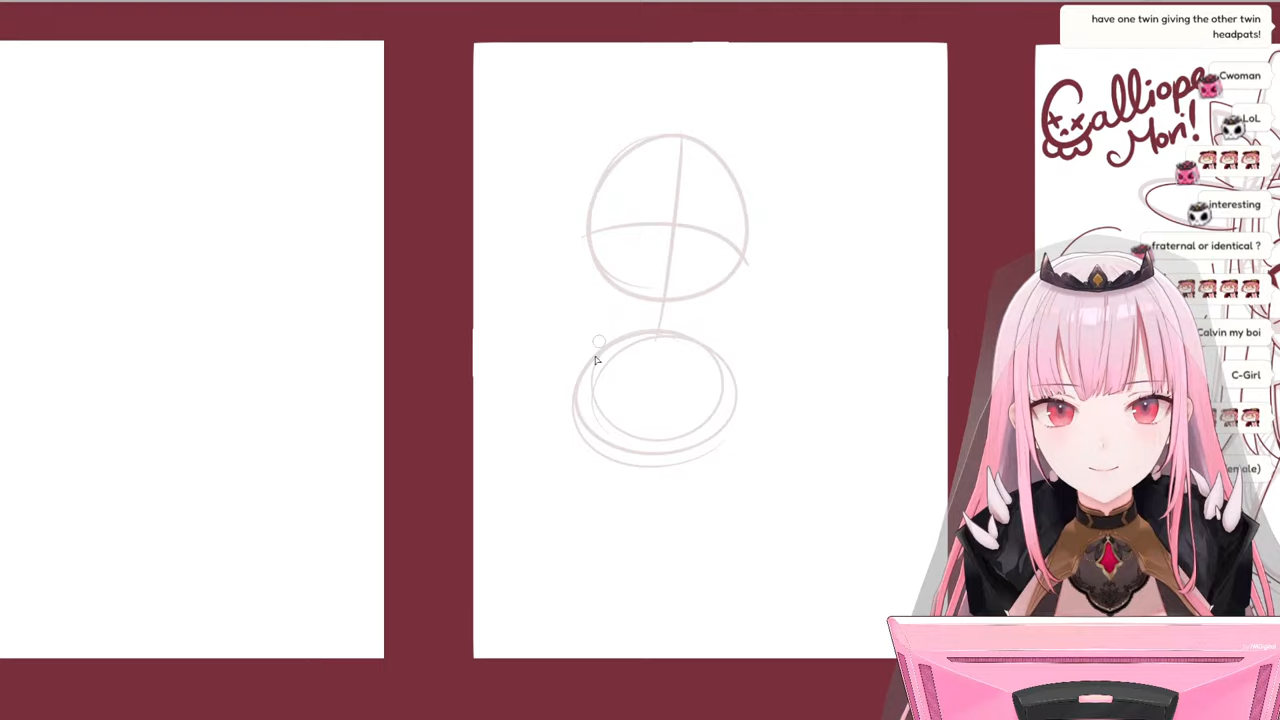 have one twin giving the other twin
headpats!
Calliope
Mori!
Cwoman
LoL
interesting
fraternal or identical ?
Calvin my boi
C-Girl